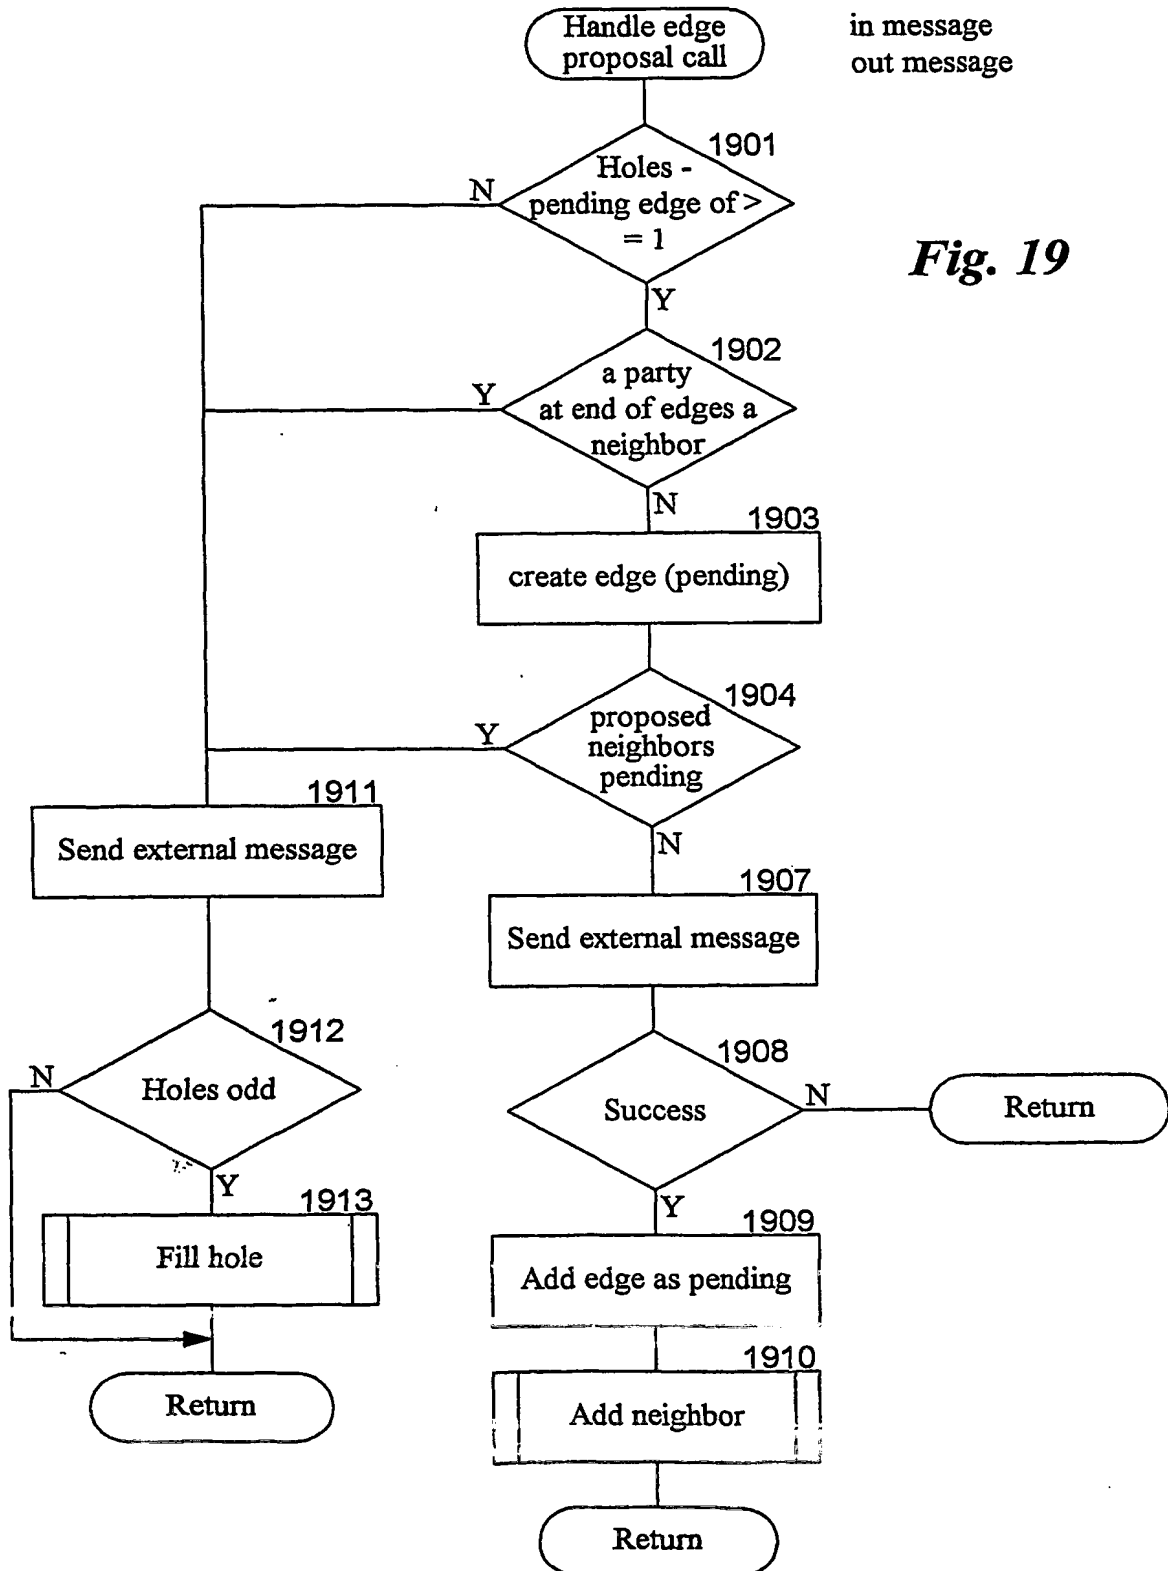 Handle edge
proposal call
in message
out message
1901
Holes -
pending edge of >
= 1
N
Y
Fig. 19
1902
a party
at end of edges a
neighbor
Y
N
1903
create edge (pending)
1904
proposed
neighbors
pending
Y
N
1911
Send external message
1907
Send external message
1912
Holes odd
N
Y
1908
Success
N
Return
Y
1913
Fill hole
Return
1909
Add edge as pending
1910
Add neighbor
Return